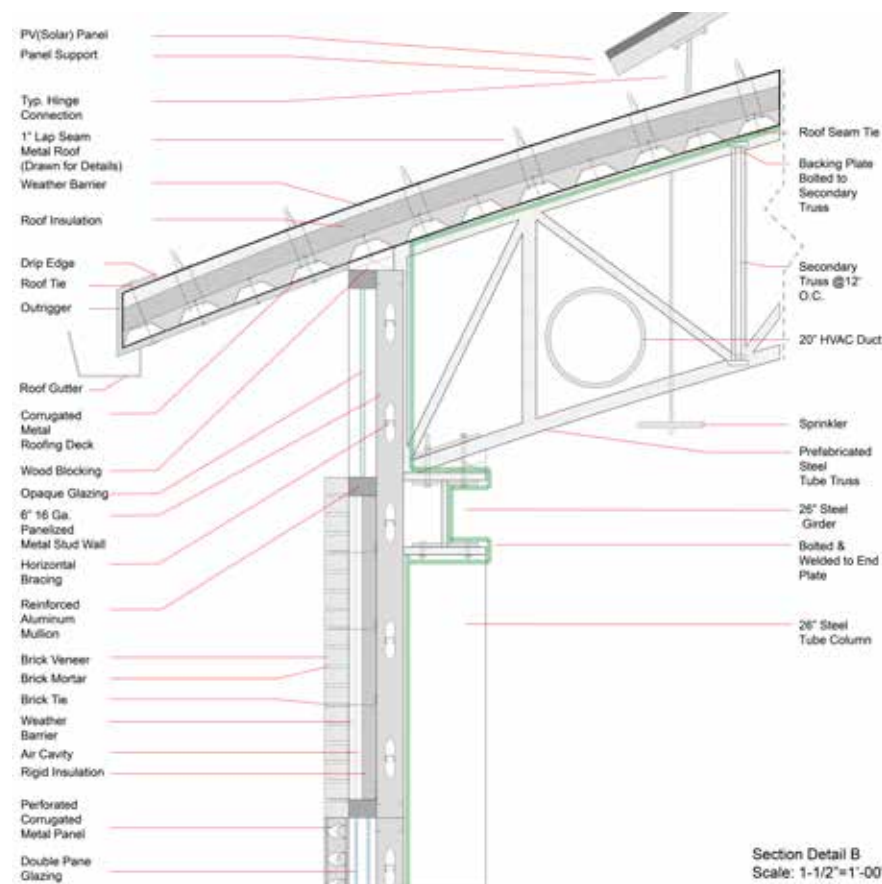 PV(Solar) Panel
Panel Support
Typ. Hinge
Connection
1" Lap Seam
Metal Roof
(Drawn for Details)
Weather Barrier
Roof Insulation
Drip Edge
Roof Tie
Outrigger
Roof Gutter
Corrugated
Metal
Roofing Deck
Wood Blocking
Opaque Glazing
6" 16 Ga.
Panelized
Metal Stud Wall
Horizontal
Bracing
Reinforced
Aluminum
Mullion
Brick Veneer
Brick Mortar
Brick Tie
Weather
Barrier
Air Cavity
Rigid Insulation
Perforated
Corrugated
Metal Panel
Double Pane
Glazing
Roof Seam Tie
Backing Plate
Bolted to
Secondary
Truss
Secondary
Truss @12'
O.C.
20" HVAC Duct
Sprinkler
Prefabricated
Steel
Tube Truss
26" Steel
Girder
Bolted &
Welded to End
Plate
26" Steel
Tube Column
Section Detail B
Scale: 1-1/2"=1'-00"